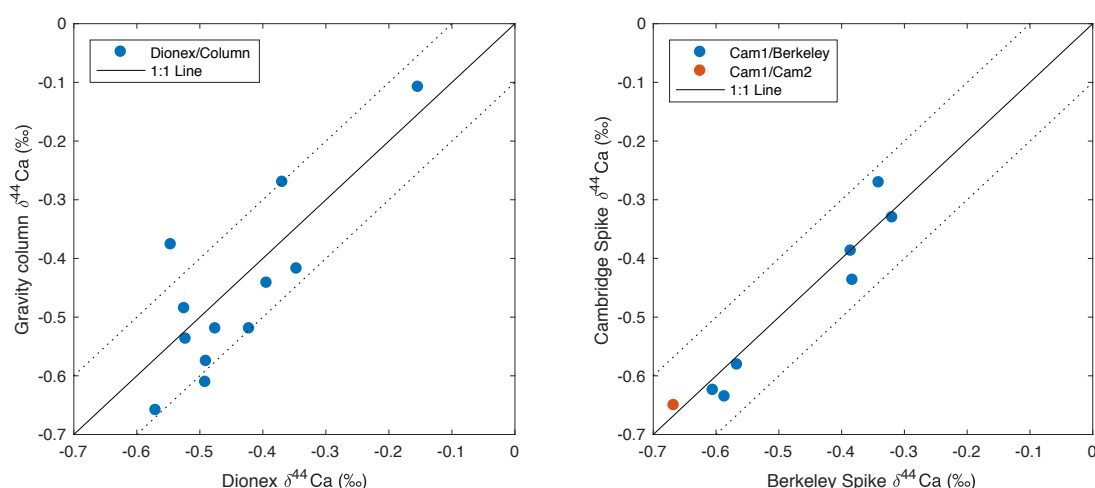 0
-0.1
-0.2
-0.3
-0.4
-0.5
-0.6
-0.7
Gravity column δ⁴⁴Ca (‰)
Dionex/Column
1:1 Line
-0.7 -0.6 -0.5 -0.4 -0.3 -0.2 -0.1 0
Dionex δ⁴⁴Ca (‰)
0
-0.1
-0.2
-0.3
-0.4
-0.5
-0.6
-0.7
Cambridge Spike δ⁴⁴Ca (‰)
Cam1/Berkeley
Cam1/Cam2
1:1 Line
-0.7 -0.6 -0.5 -0.4 -0.3 -0.2 -0.1 0
Berkeley Spike δ⁴⁴Ca (‰)